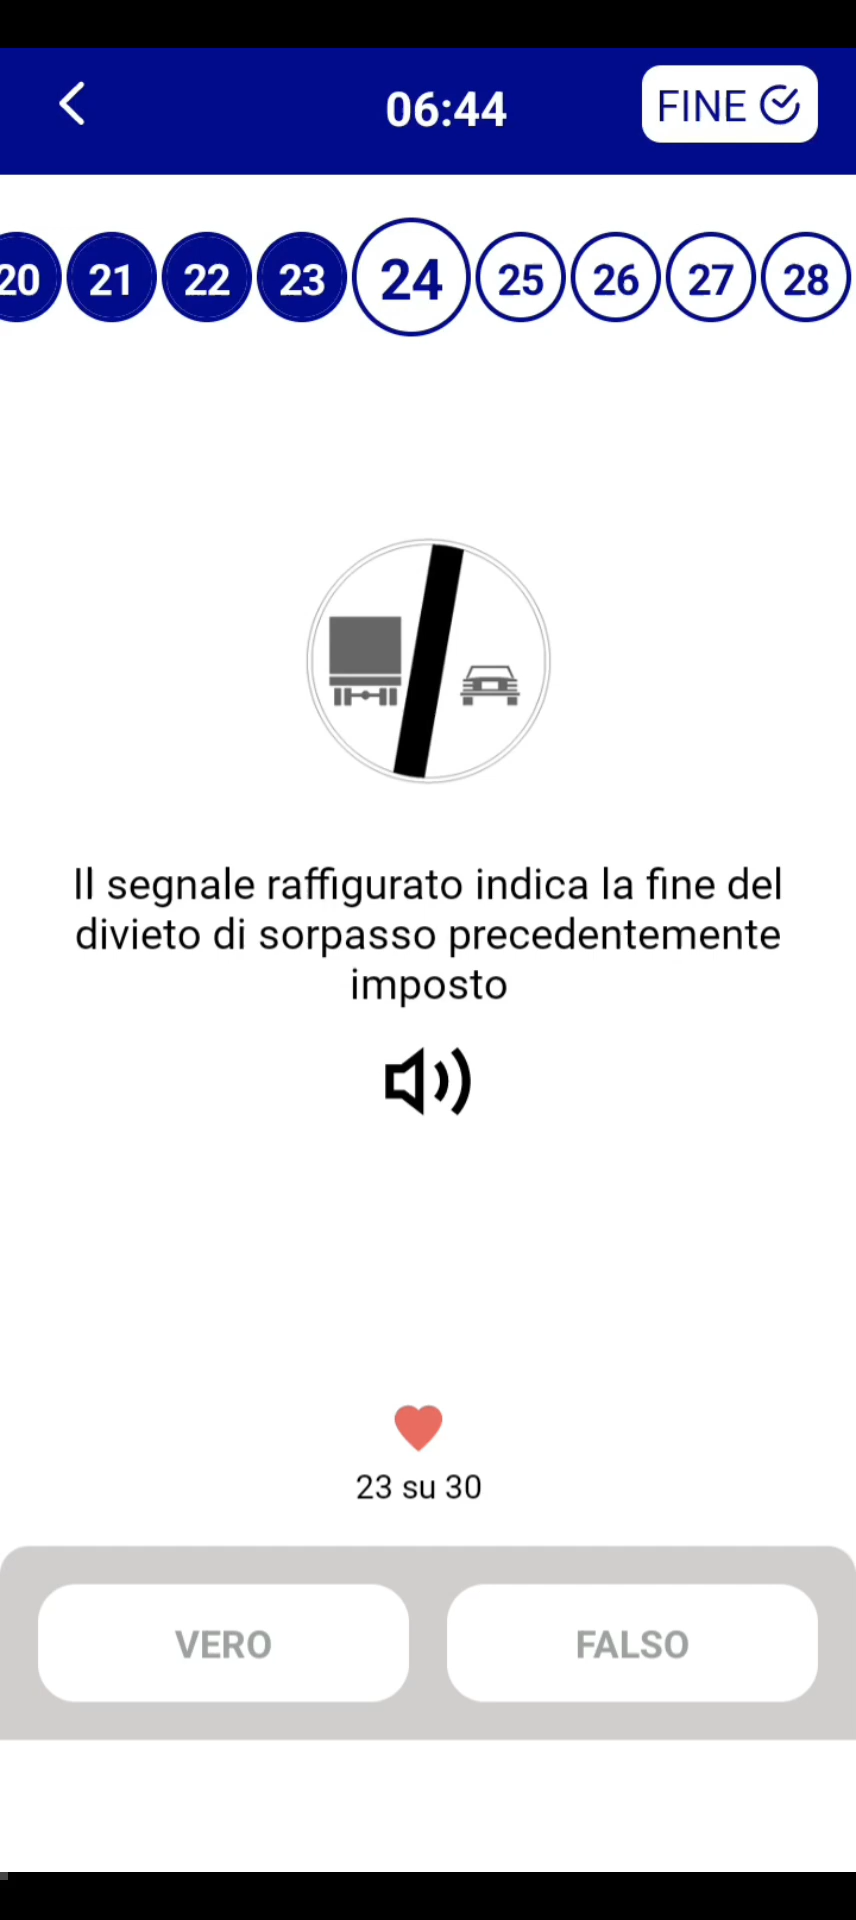 06:44
FINE
20 21 22 23 24 25 26 27 28
Il segnale raffigurato indica la fine del
divieto di sorpasso precedentemente
imposto
23 su 30
VERO FALSO